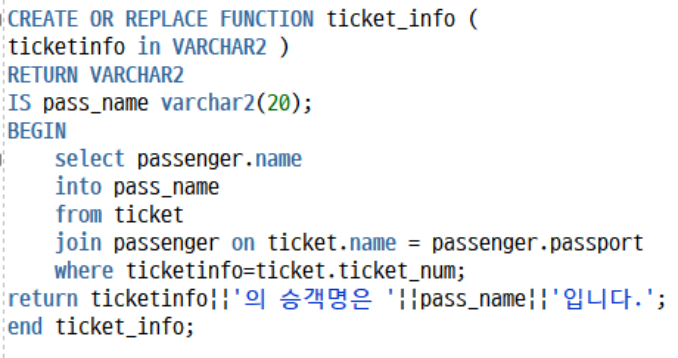 CREATE OR REPLACE FUNCTION ticket_info (
ticketinfo in VARCHAR2 )
RETURN VARCHAR2
IS pass_name varchar2(20);
BEGIN
    select passenger.name
    into pass_name
    from ticket
    join passenger on ticket.name = passenger.passport
    where ticketinfo=ticket.ticket_num;
return ticketinfo||'의 승객명은 '||pass_name||'입니다.';
end ticket_info;